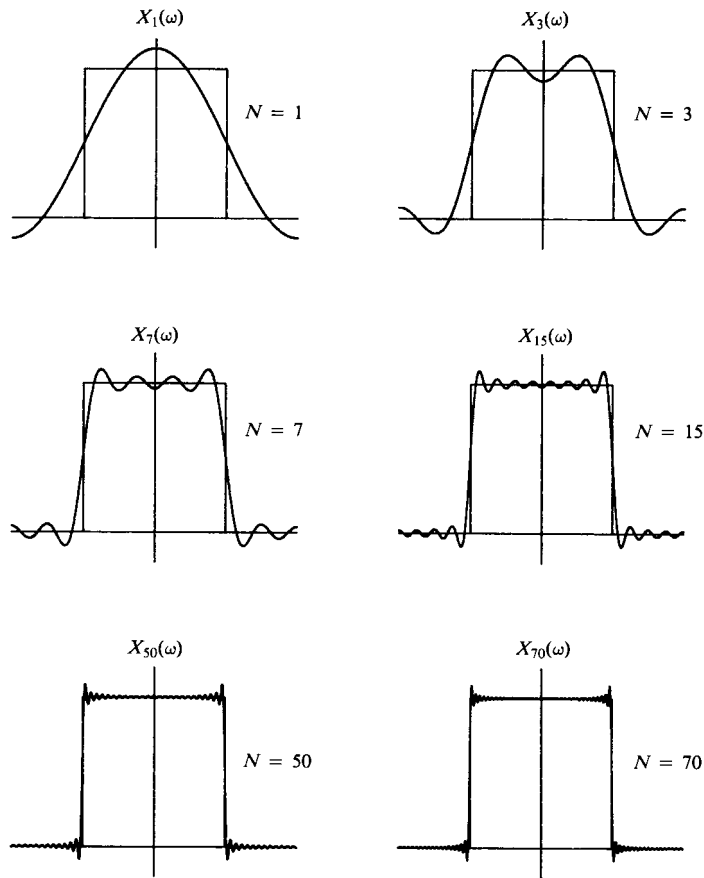 X₁(ω)
X₃(ω)
N = 1
N = 3
X₇(ω)
X₁₅(ω)
N = 7
N = 15
X₅₀(ω)
X₇₀(ω)
N = 50
N = 70